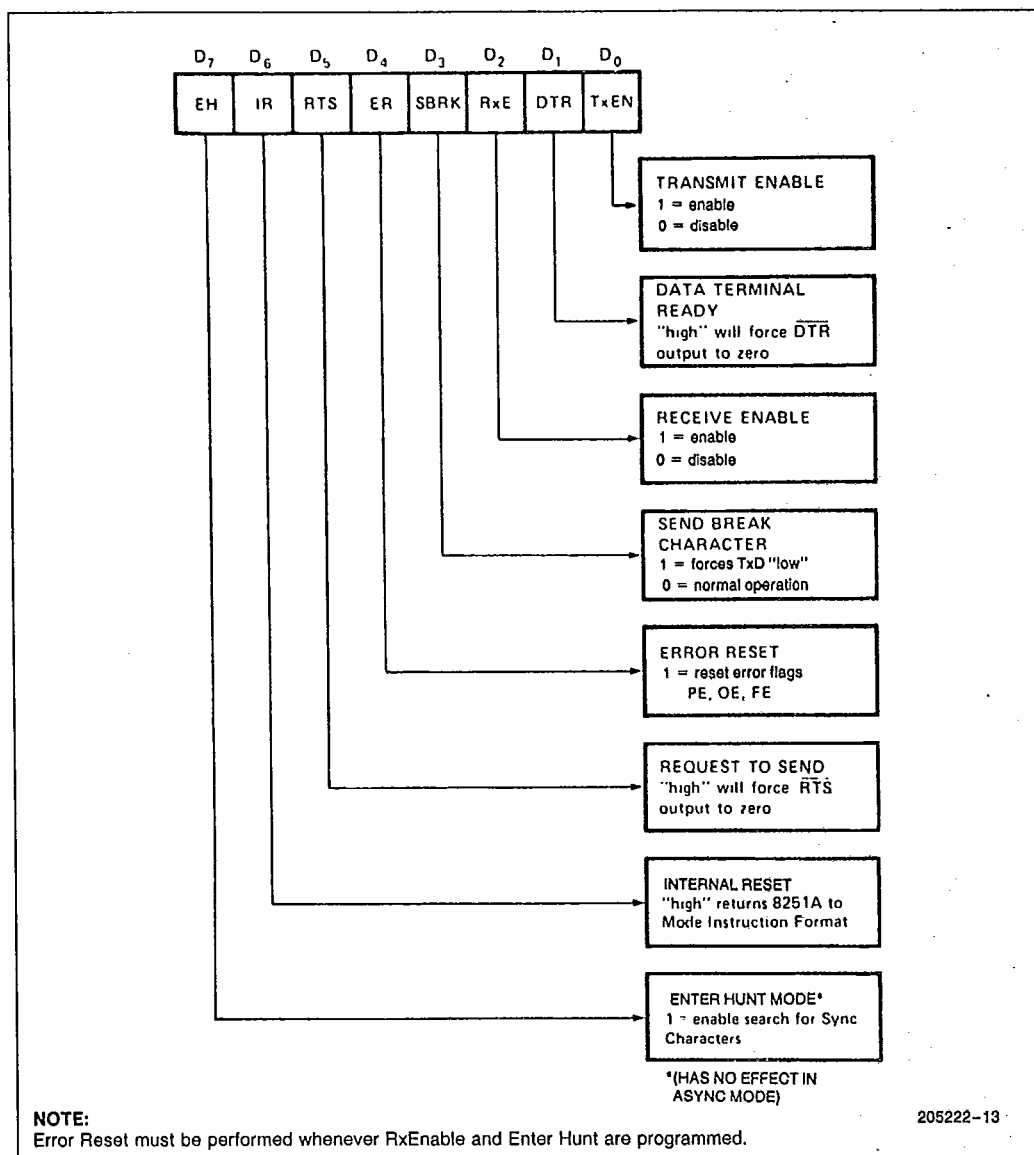 D7 D6 D5 D4 D3 D2 D1 D0
EH IR RTS ER SBRK RxE DTR TxEN
TRANSMIT ENABLE
1 = enable
0 = disable
DATA TERMINAL
READY
"high" will force D̅T̅R̅
output to zero
RECEIVE ENABLE
1 = enable
0 = disable
SEND BREAK
CHARACTER
1 = forces TxD "low"
0 = normal operation
ERROR RESET
1 = reset error flags
PE, OE, FE
REQUEST TO SEND
"high" will force R̅T̅S̅
output to zero
INTERNAL RESET
"high" returns 8251A to
Mode Instruction Format
ENTER HUNT MODE*
1 = enable search for Sync
Characters
*(HAS NO EFFECT IN
ASYNC MODE)
NOTE:
205222-13
Error Reset must be performed whenever RxEnable and Enter Hunt are programmed.